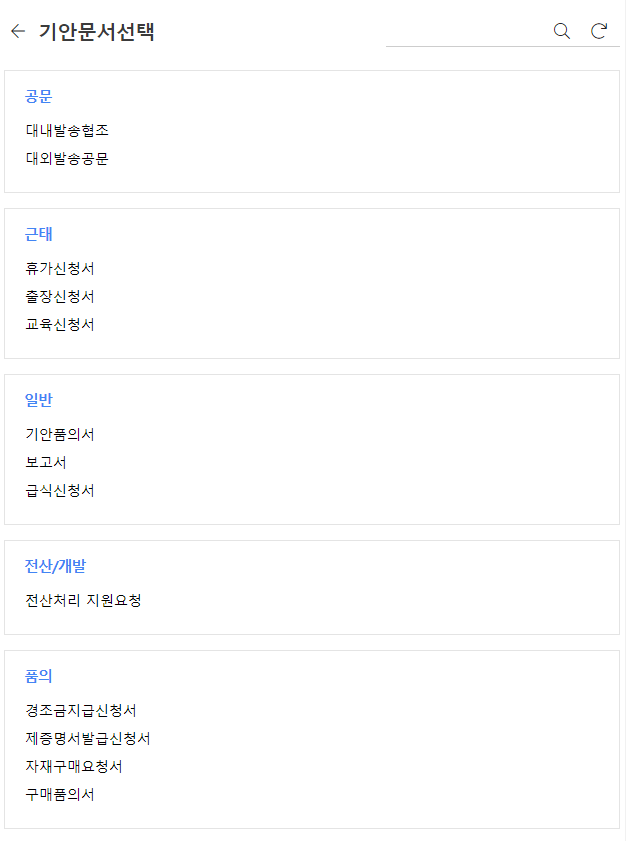 기안문서선택
공문
대내발송협조
대외발송공문
근태
휴가신청서
출장신청서
교육신청서
일반
기안품의서
보고서
급식신청서
전산/개발
전산처리 지원요청
품의
경조금지급신청서
제증명서발급신청서
자재구매요청서
구매품의서